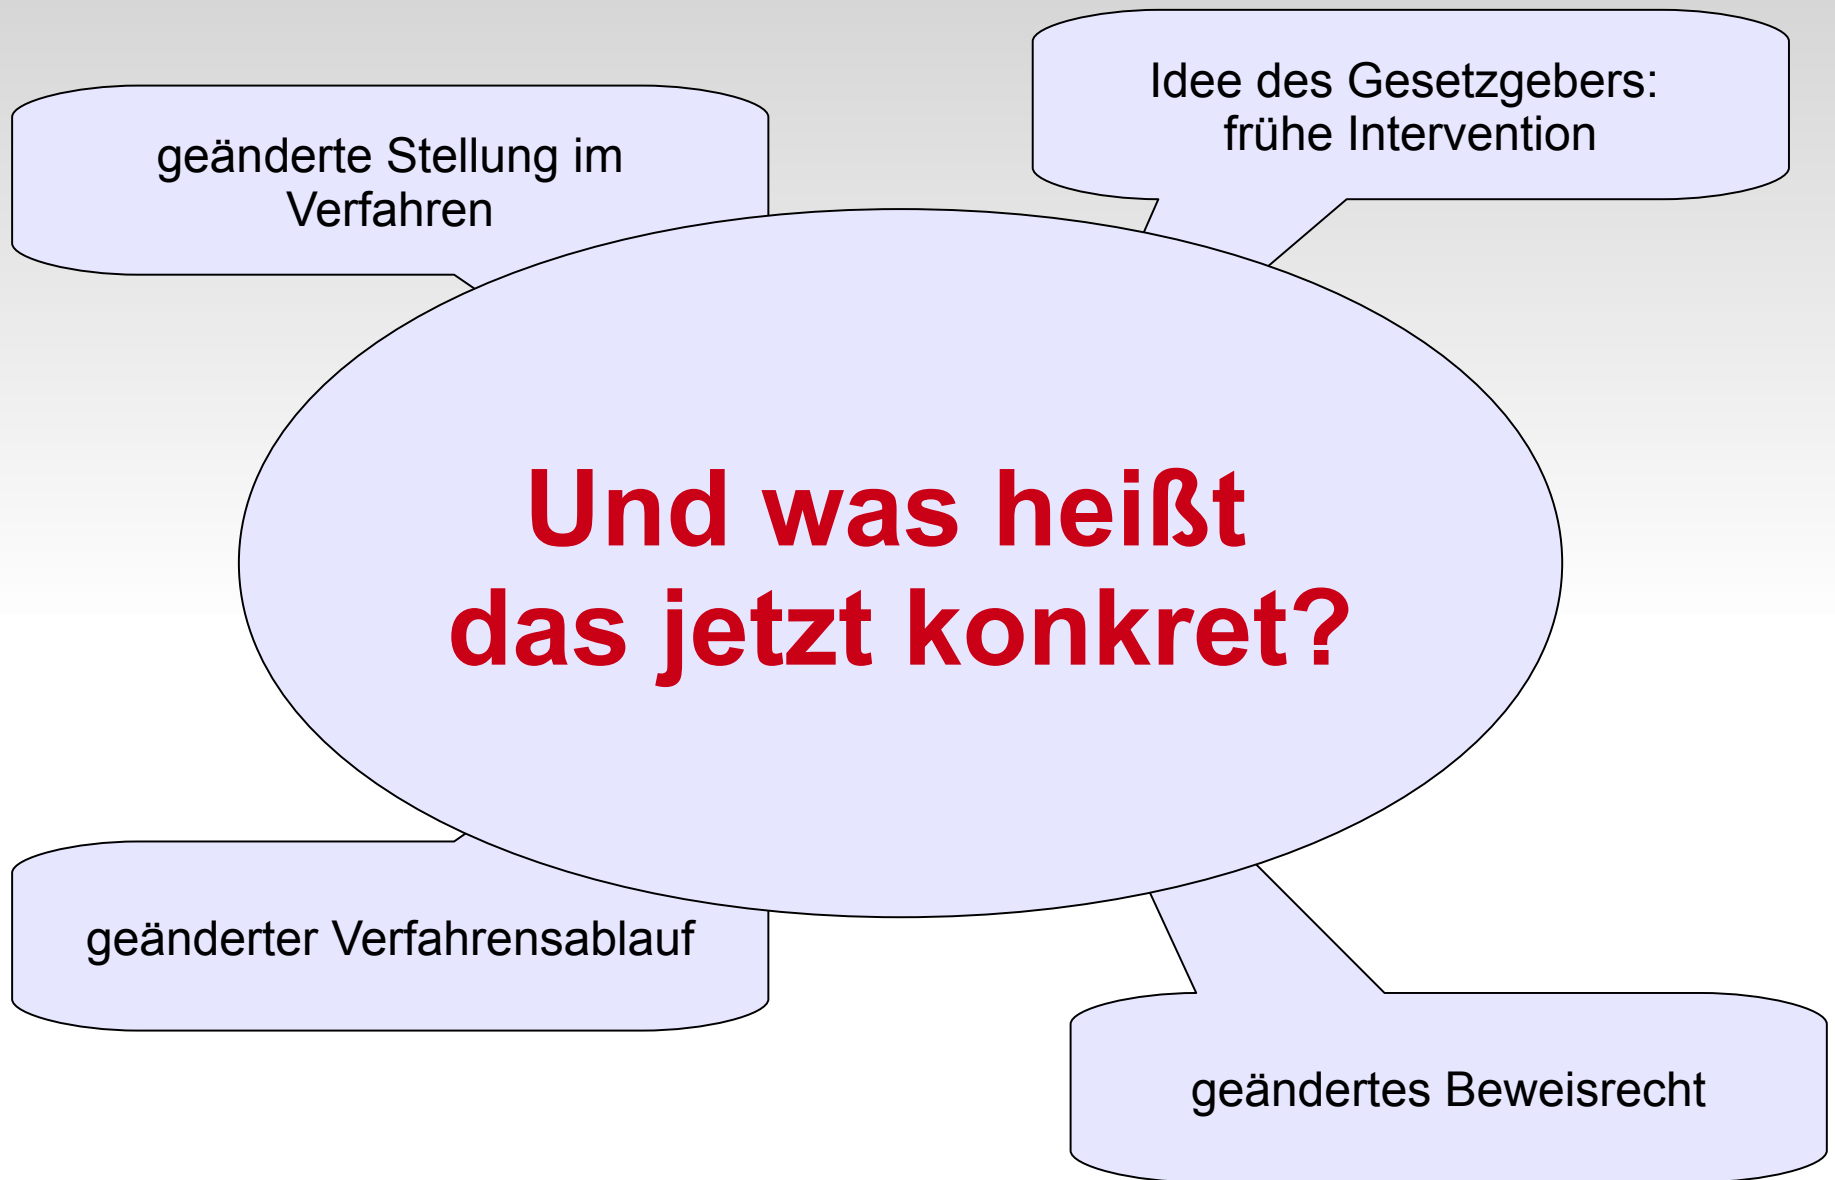 geänderte Stellung im
Verfahren
Idee des Gesetzgebers:
frühe Intervention
Und was heißt
das jetzt konkret?
geänderter Verfahrensablauf
geändertes Beweisrecht